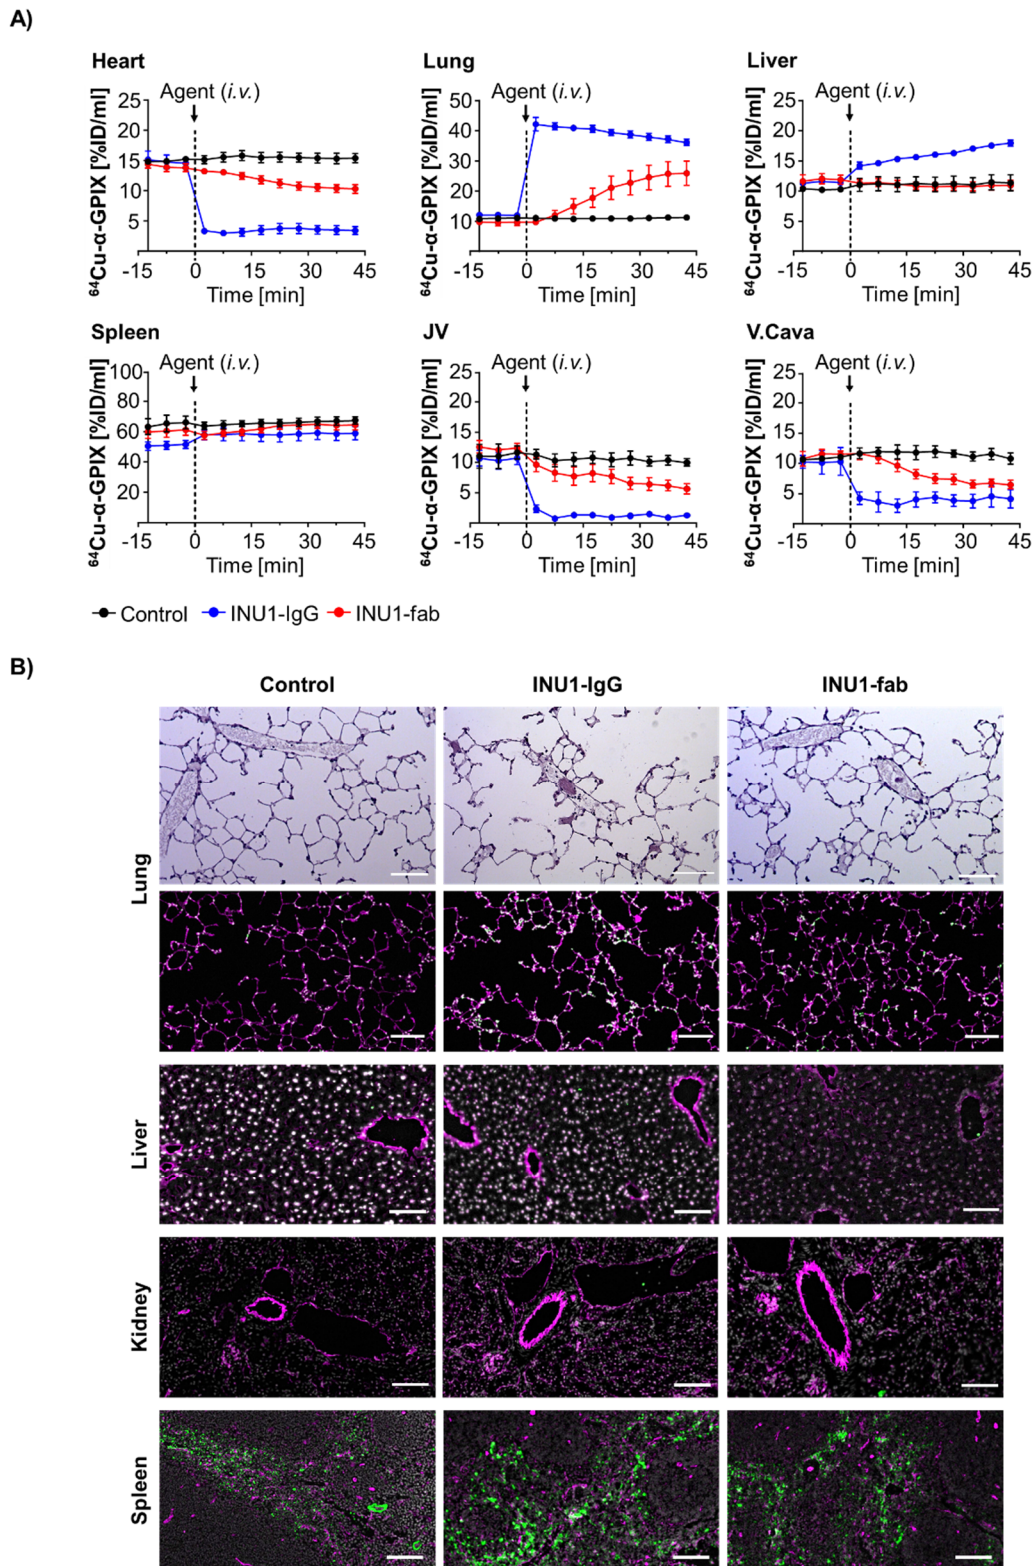 A)
Heart Lung Liver
Agent (i.v.) Agent (i.v.) Agent (i.v.)
⁶⁴Cu-α-GPIX [%ID/ml] ⁶⁴Cu-α-GPIX [%ID/ml] ⁶⁴Cu-α-GPIX [%ID/ml]
25 50 25
20 40 20
15 30 15
10 20 10
5 10 5
-15 0 15 30 45 -15 0 15 30 45 -15 0 15 30 45
Time [min] Time [min] Time [min]
Spleen JV V.Cava
Agent (i.v.) Agent (i.v.) Agent (i.v.)
⁶⁴Cu-α-GPIX [%ID/ml] ⁶⁴Cu-α-GPIX [%ID/ml] ⁶⁴Cu-α-GPIX [%ID/ml]
100 25 25
80 20 20
60 15 15
40 10 10
20 5 5
-15 0 15 30 45 -15 0 15 30 45 -15 0 15 30 45
Time [min] Time [min] Time [min]
Control INU1-IgG INU1-fab
B)
Control INU1-IgG INU1-fab
Lung
Liver
Kidney
Spleen